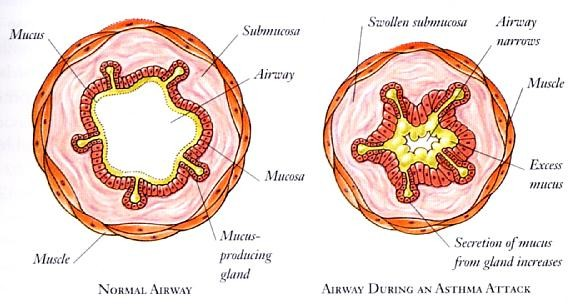 Mucus
Submucosa
Airway
Mucosa
Mucus-
producing
gland
Muscle
NORMAL AIRWAY
Swollen submucosa
Airway
narrows
Muscle
Excess
mucus
Secretion of mucus
from gland increases
AIRWAY DURING AN ASTHMA ATTACK